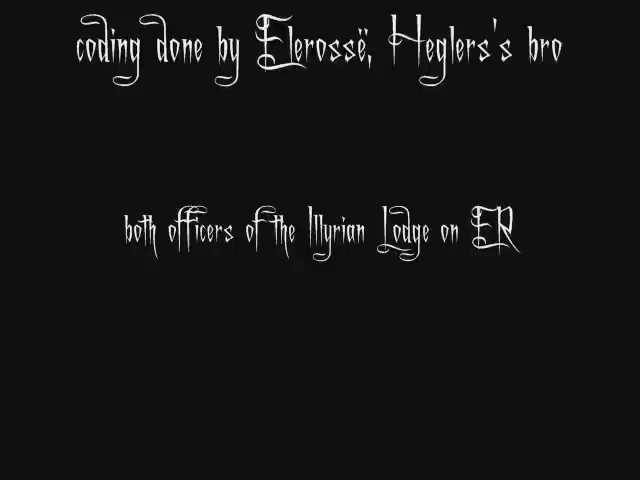 coding done by Elerossë, Heglers's bro
both officers of the Illyrian Lodge on ER